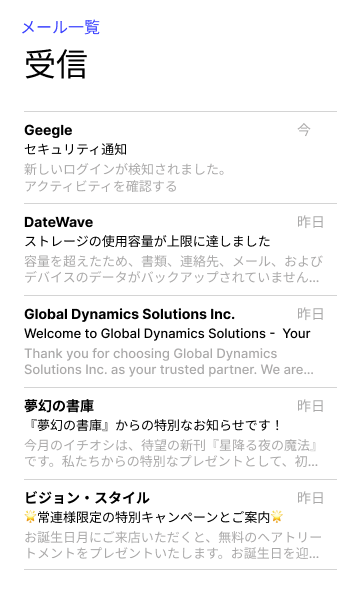 メール一覧
受信
Geegle 今
セキュリティ通知
新しいログインが検知されました。
アクティビティを確認する
DateWave 昨日
ストレージの使用容量が上限に達しました
容量を超えたため、書類、連絡先、メール、および
デバイスのデータがバックアップされていません...
Global Dynamics Solutions Inc. 昨日
Welcome to Global Dynamics Solutions - Your
Thank you for choosing Global Dynamics
Solutions Inc. as your trusted partner. We are...
夢幻の書庫 昨日
『夢幻の書庫』からの特別なお知らせです！
今月のイチオシは、待望の新刊『星降る夜の魔法』
です。私たちからの特別なプレゼントとして、初...
ビジョン・スタイル 昨日
🌟常連様限定の特別キャンペーンとご案内🌟
お誕生日月にご来店いただくと、無料のヘアトリー
トメントをプレゼントいたします。お誕生日を迎...